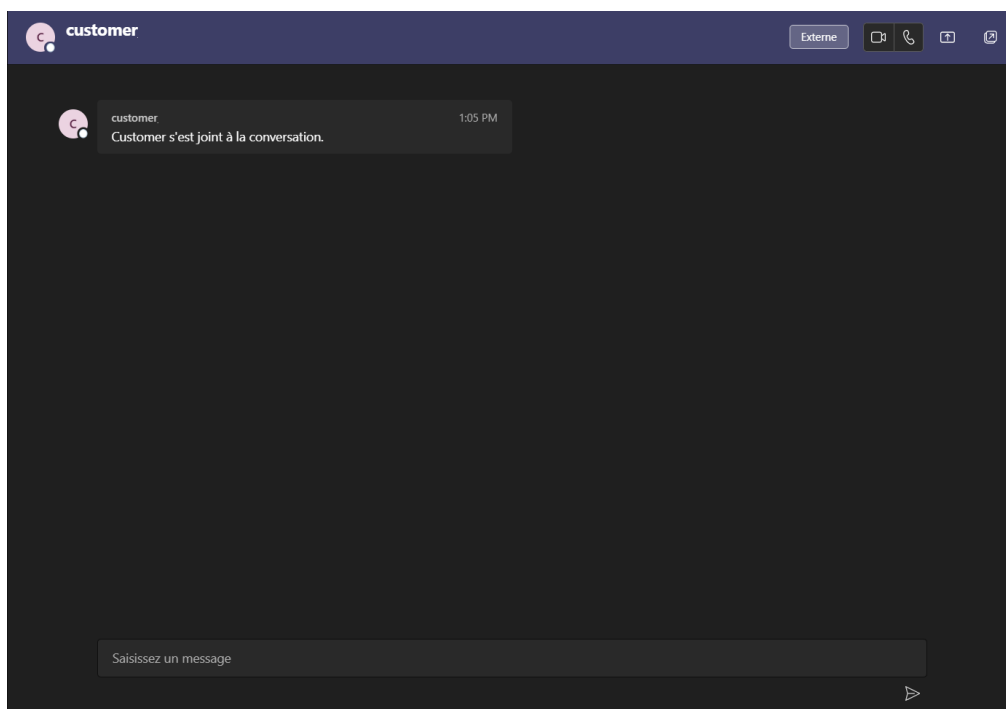 C
customer
Externe
C
customer
1:05 PM
Customer s'est joint à la conversation.
Saisissez un message